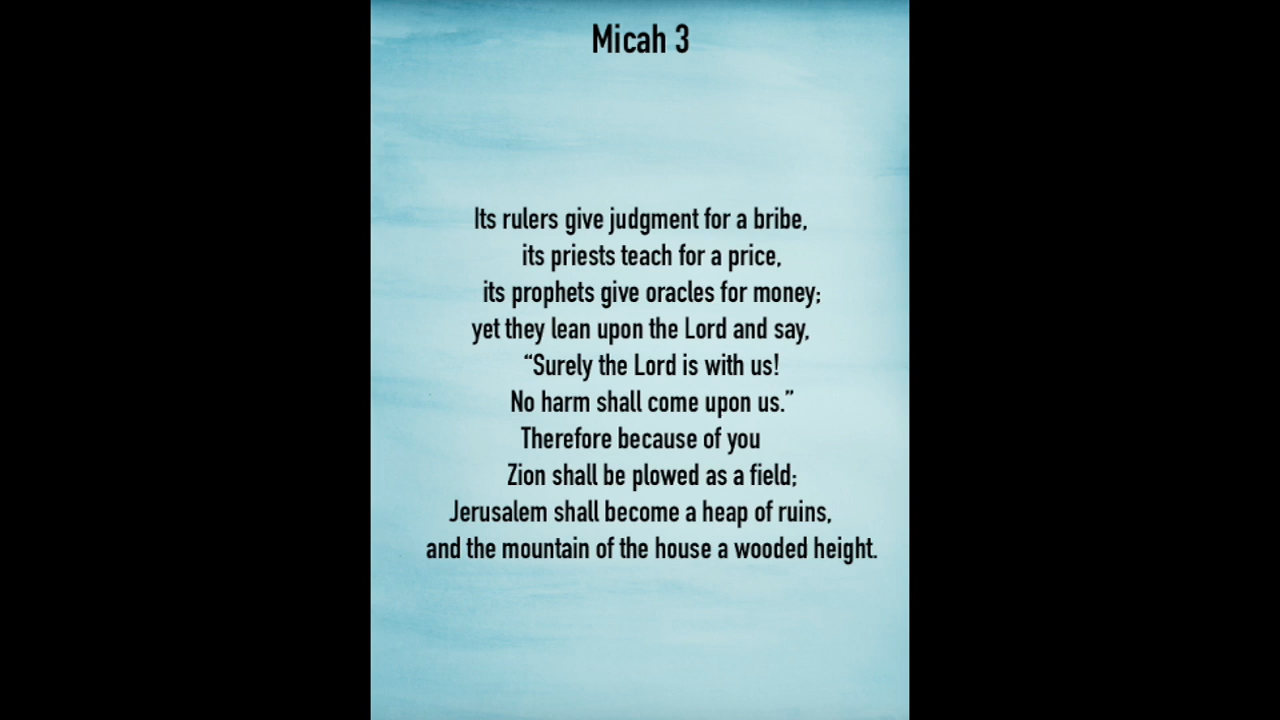 Micah 3
Its rulers give judgment for a bribe,
its priests teach for a price,
its prophets give oracles for money;
yet they lean upon the Lord and say,
“Surely the Lord is with us!
No harm shall come upon us.”
Therefore because of you
Zion shall be plowed as a field;
Jerusalem shall become a heap of ruins,
and the mountain of the house a wooded height.